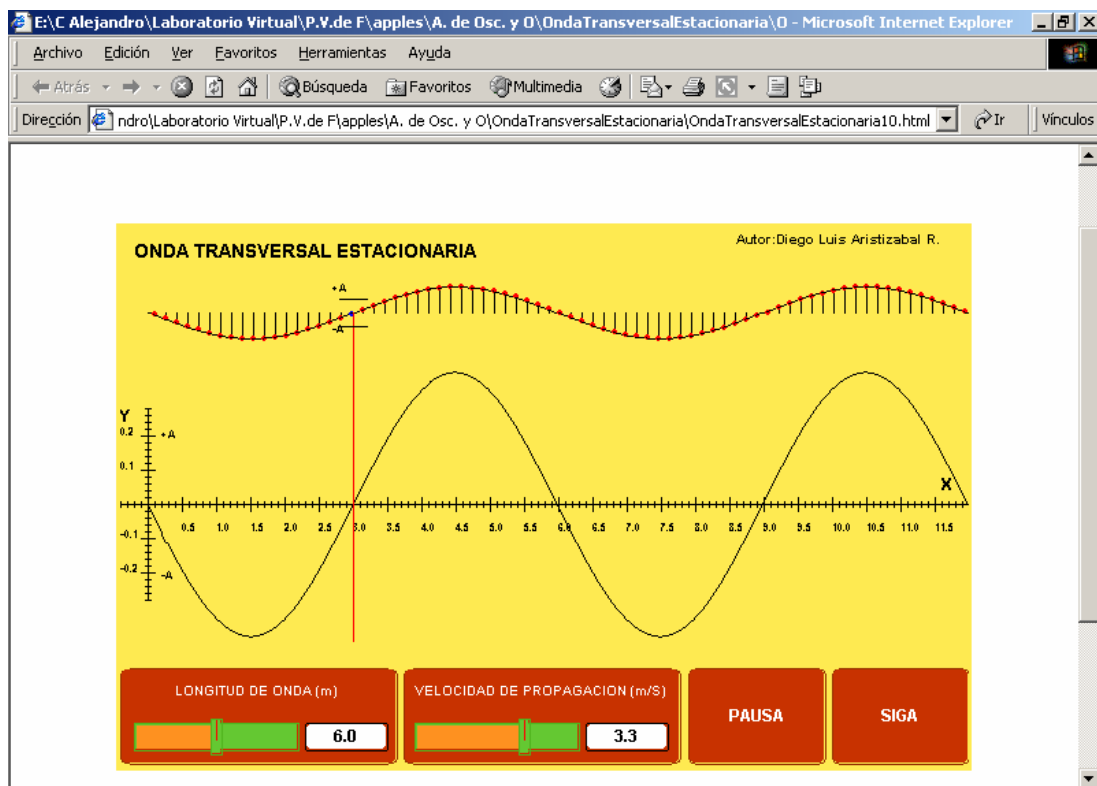 E:\C Alejandro\Laboratorio Virtual\P.V.de F\apples\A. de Osc. y O\OndaTransversalEstacionaria\O - Microsoft Internet Explorer
Archivo Edición Ver Favoritos Herramientas Ayuda
Atrás Búsqueda Favoritos Multimedia
Dirección ndro\Laboratorio Virtual\P.V.de F\apples\A. de Osc. y O\OndaTransversalEstacionaria\OndaTransversalEstacionaria10.html Ir Vínculos
ONDA TRANSVERSAL ESTACIONARIA
Autor:Diego Luis Aristizabal R.
+A
-A
Y
0.2
+A
0.1
X
0.5 1.0 1.5 2.0 2.5 3.0 3.5 4.0 4.5 5.0 5.5 6.0 6.5 7.0 7.5 8.0 8.5 9.0 9.5 10.0 10.5 11.0 11.5
-0.1
-0.2
-A
LONGITUD DE ONDA (m)
6.0
VELOCIDAD DE PROPAGACION (m/S)
3.3
PAUSA
SIGA